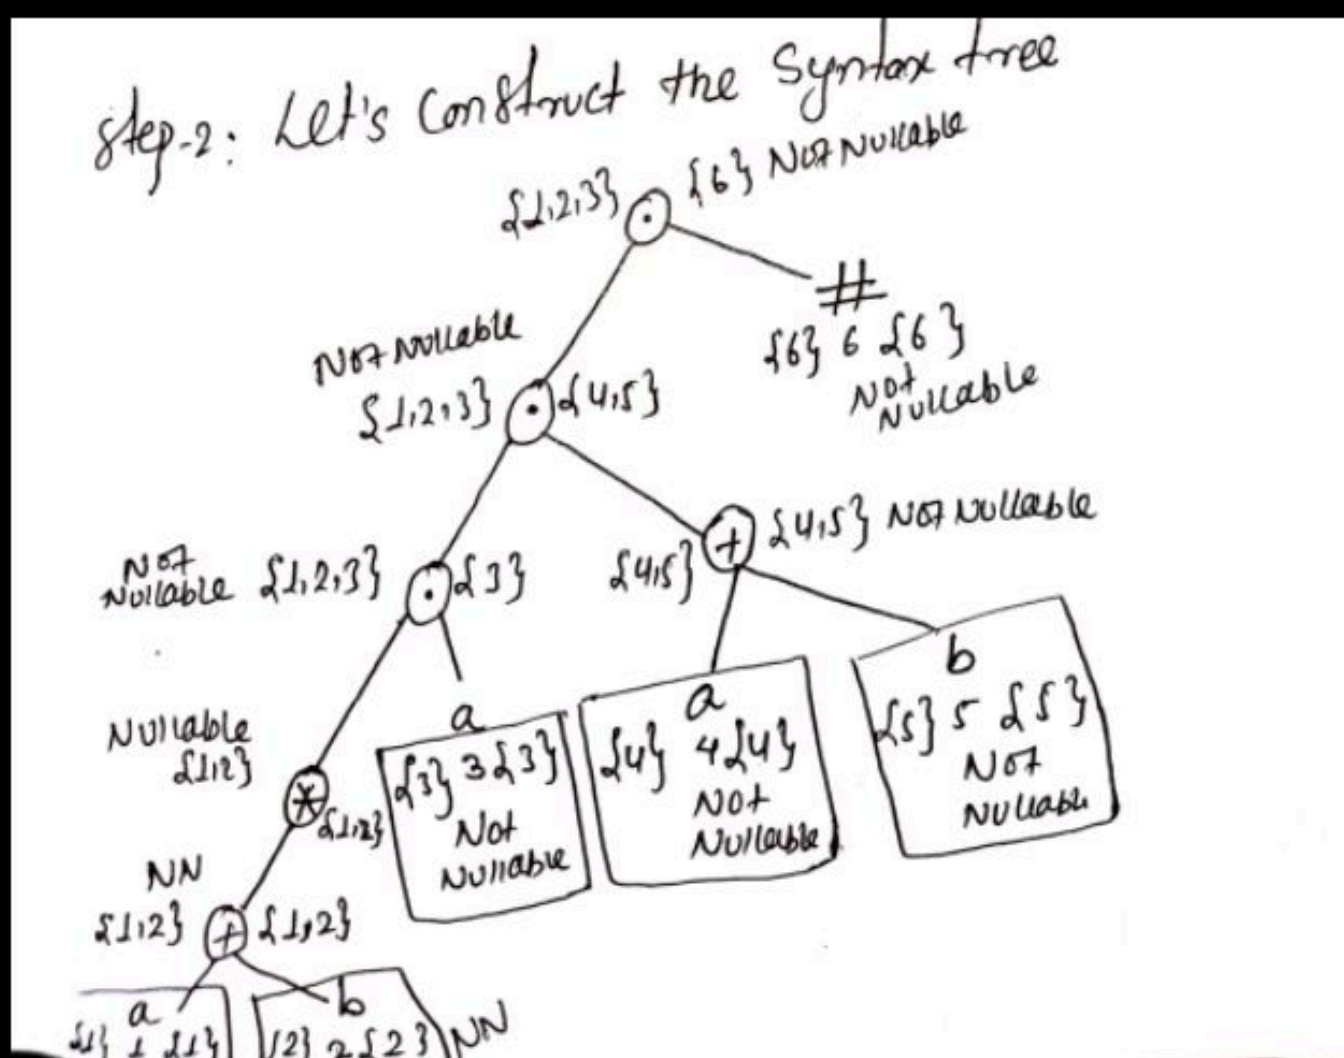 Step-2: Let's Construct the Syntax tree
{1,2,3} . {6} Not Nullable
#
{6} 6 {6}
Not
Nullable
Not Nullable
{1,2,3} . {4,5}
Not
Nullable {1,2,3} . {3}
{4,5} + {4,5} Not Nullable
Nullable
{1,2} * {1,2}
a
{3} 3 {3}
Not
Nullable
a
{4} 4 {4}
Not
Nullable
b
{5} 5 {5}
Not
Nullable
NN
{1,2} + {1,2}
a
{1} 1 {1}
b
{2} 2 {2} NN